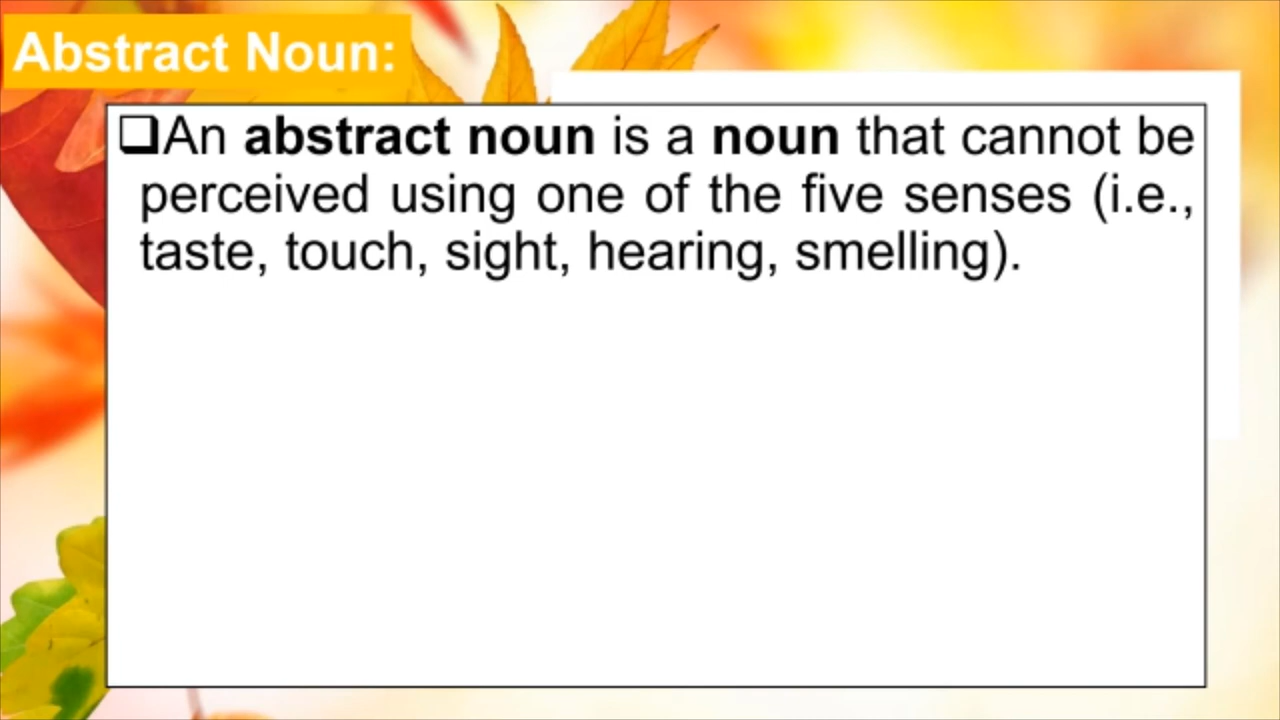 Abstract Noun:
❑An abstract noun is a noun that cannot be
perceived using one of the five senses (i.e.,
taste, touch, sight, hearing, smelling).